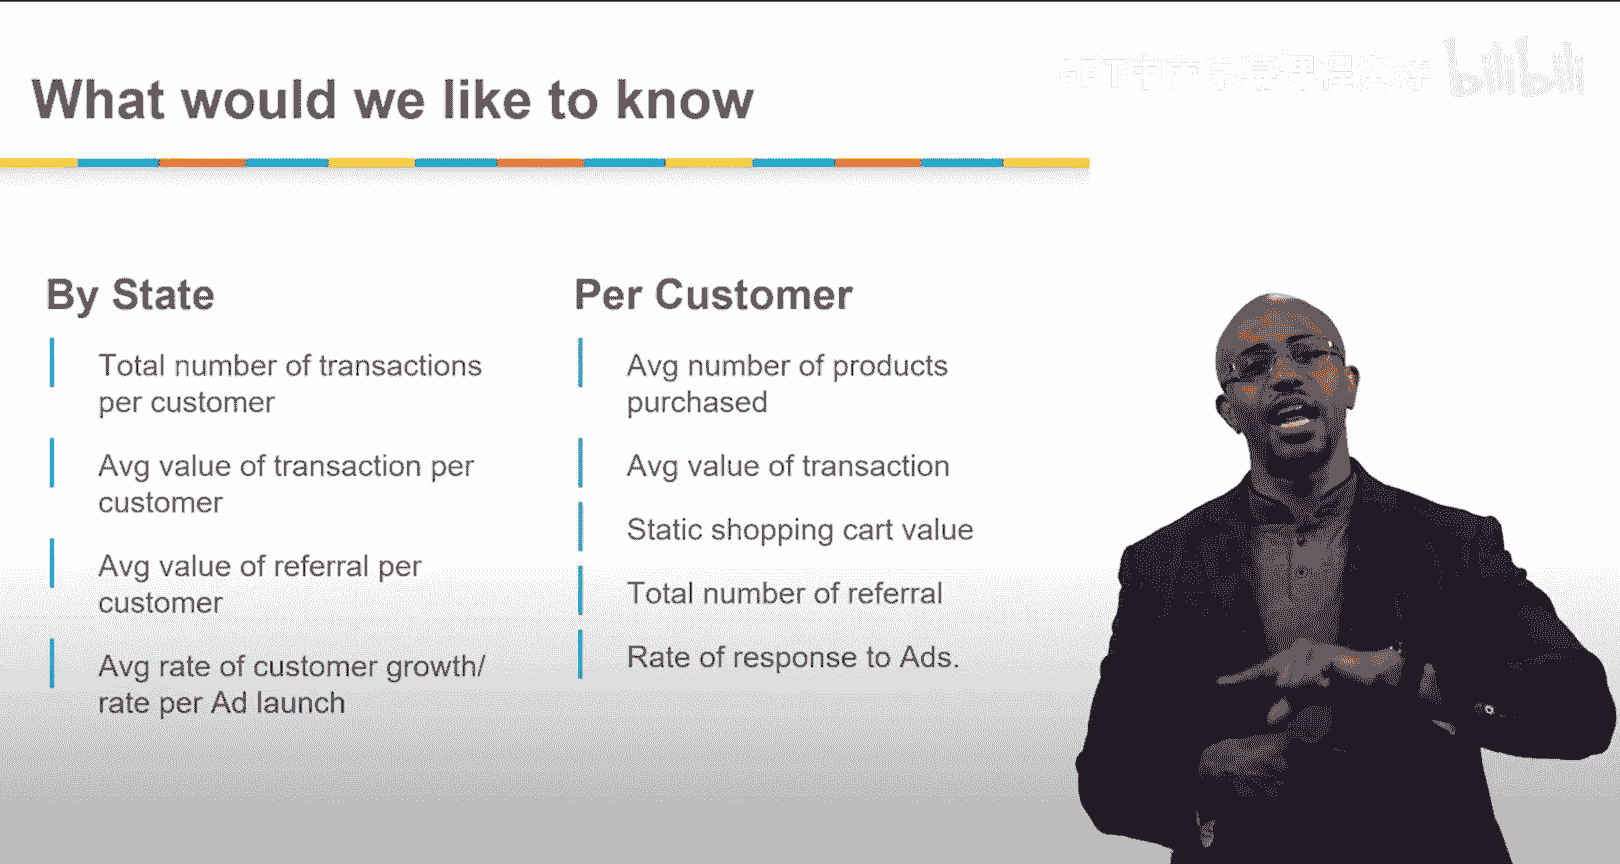 bilibili
What would we like to know
By State
Total number of transactions
per customer
Avg value of transaction per
customer
Avg value of referral per
customer
Avg rate of customer growth/
rate per Ad launch
Per Customer
Avg number of products
purchased
Avg value of transaction
Static shopping cart value
Total number of referral
Rate of response to Ads.